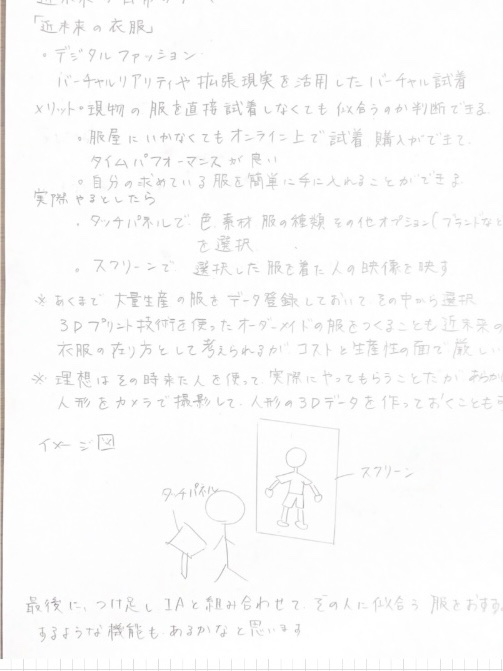 「近未来の衣服」
・デジタルファッション
バーチャルリアリティや拡張現実を活用したバーチャル試着
メリット・現物の服を直接試着しなくても似合うのか判断できる
・服屋にいかなくてもオンライン上で試着、購入ができて、
タイムパフォーマンスが良い
・自分の求めている服を簡単に手に入れることができる
実際やるとしたら
・タッチパネルで、色、素材、服の種類、その他オプション(ブランドなど
を選択
・スクリーンで、選択した服を着た人の映像を映す
※あくまで、大量生産の服をデータ登録しておいて、その中から選択
3Dプリント技術を使ったオーダーメイドの服をつくることも近未来の
衣服の在り方として考えられるが、コストと生産性の面で厳しい
※理想はその時来た人を使って、実際にやってもらうことだが、あらか
人形をカメラで撮影して、人形の3Dデータを作っておくことも
イメージ図
スクリーン
タッチパネル
最後に、つけ足し IAと組み合わせて、その人に似合う服をおすすめ
するような機能も、あるかなと思います